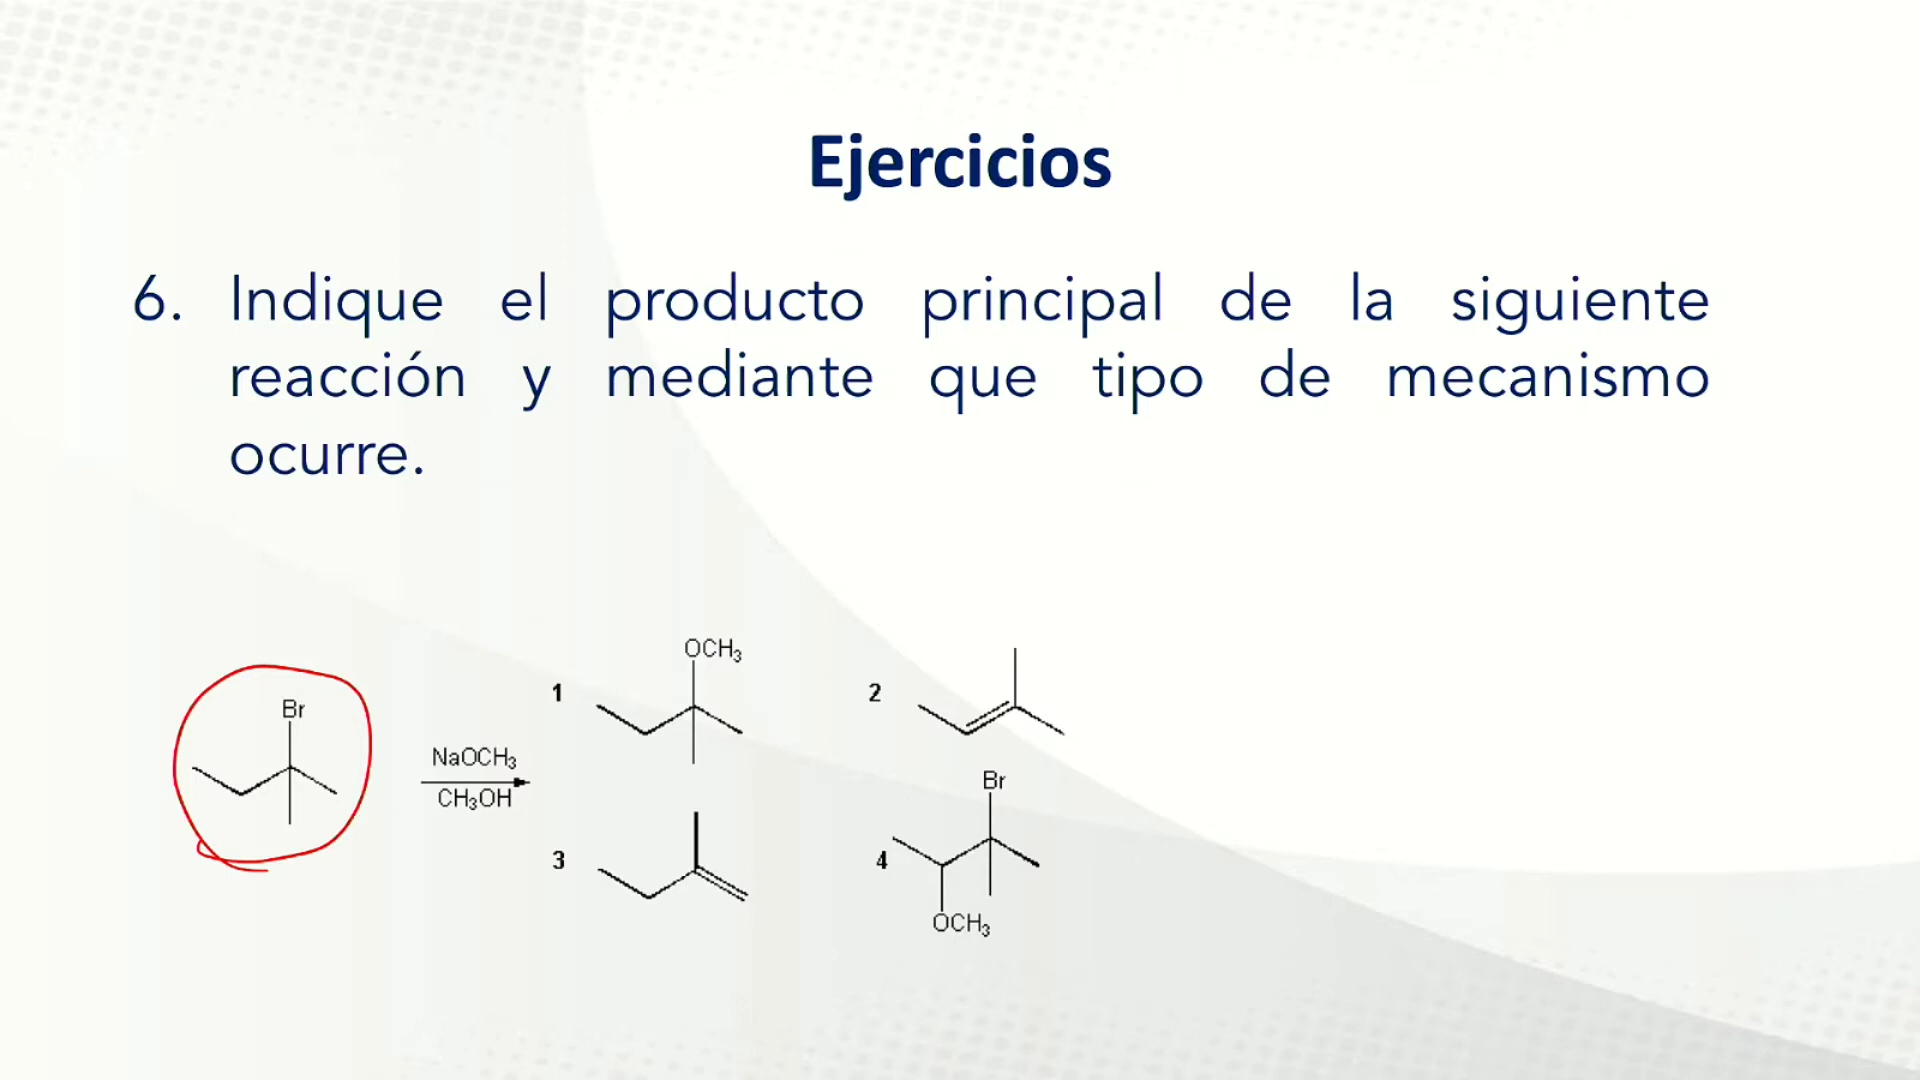 Ejercicios
6. Indique el producto principal de la siguiente
reacción y mediante que tipo de mecanismo
ocurre.
Br
NaOCH₃
CH₃OH
1
OCH₃
2
3
4
Br
OCH₃